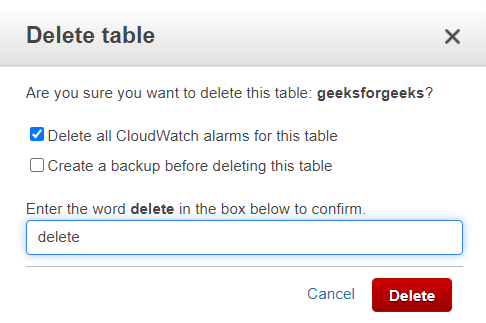 Delete table
Are you sure you want to delete this table: geeksforgeeks?
Delete all CloudWatch alarms for this table
Create a backup before deleting this table
Enter the word delete in the box below to confirm.
delete
Cancel Delete